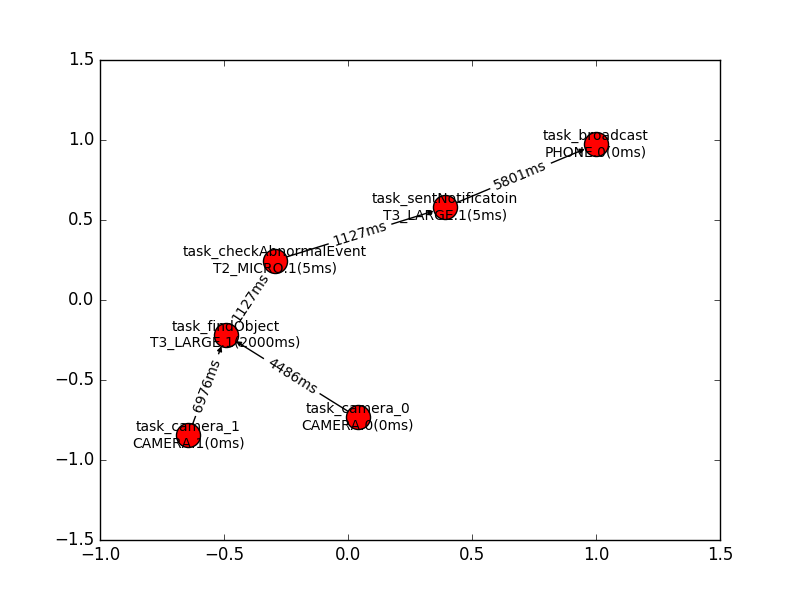 1.5
1.0
0.5
0.0
−0.5
−1.0
−1.5
−1.0
−0.5
0.0
0.5
1.0
1.5
task_broadcast
PHONE.0(0ms)
5801ms
task_sentNotificatoin
T3_LARGE.1(5ms)
1127ms
task_checkAbnormalEvent
T2_MICRO.1(5ms)
1127ms
task_findObject
T3_LARGE.1(2000ms)
6976ms
4486ms
task_camera_0
CAMERA.0(0ms)
task_camera_1
CAMERA.1(0ms)